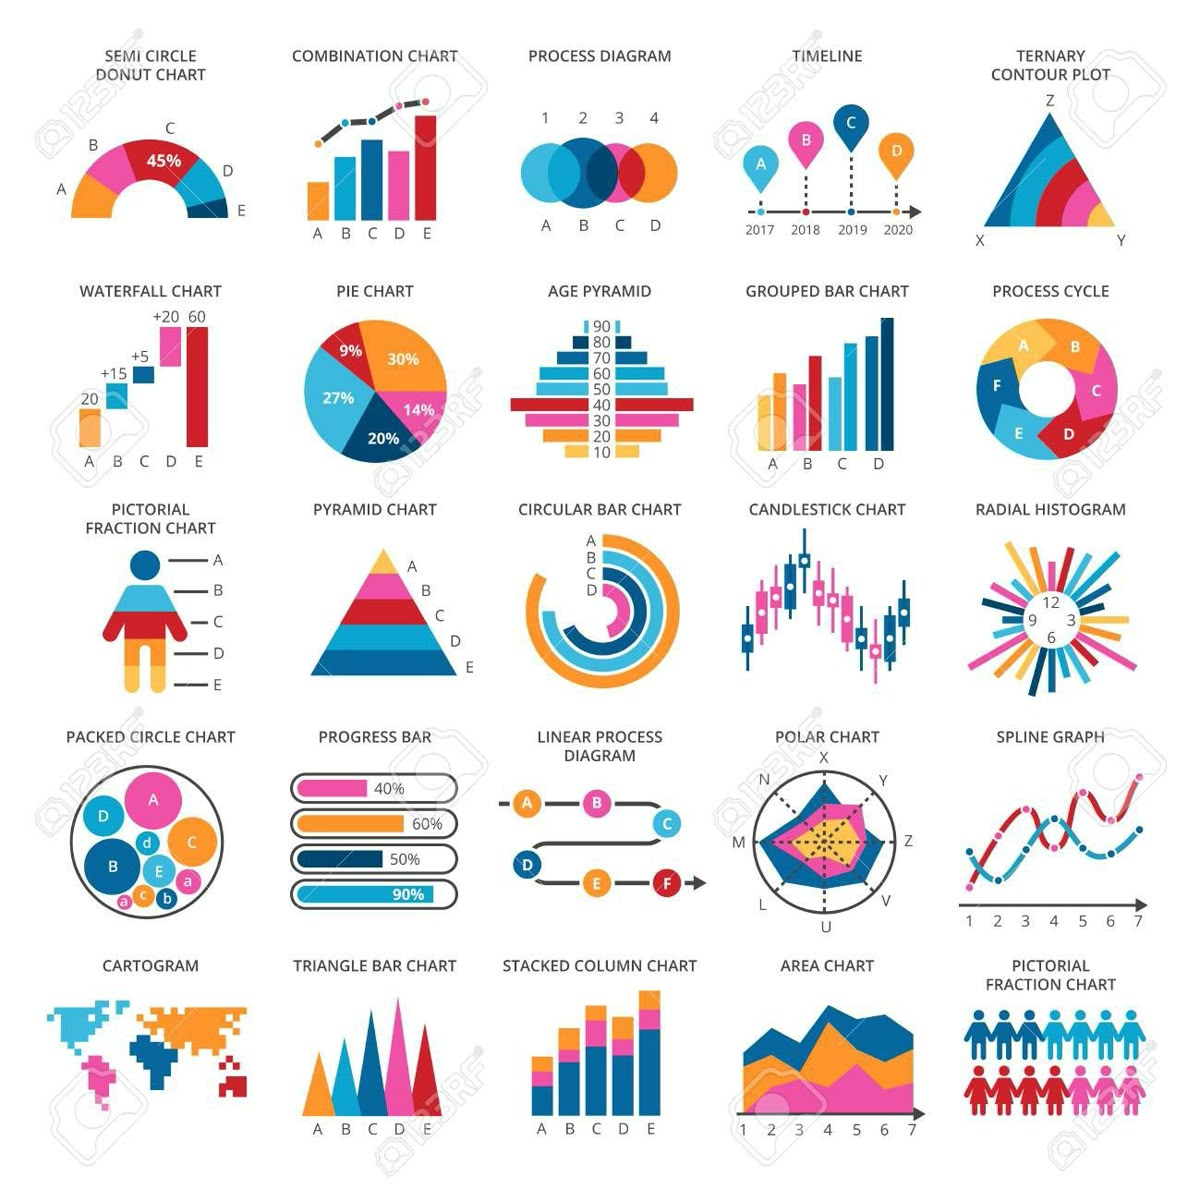 SEMI CIRCLE
DONUT CHART
A
B
C
45%
D
E
COMBINATION CHART
A B C D E
PROCESS DIAGRAM
1 2 3 4
A B C D
TIMELINE
A
B
C
D
2017 2018 2019 2020
TERNARY
CONTOUR PLOT
Z
X
Y
WATERFALL CHART
+20 60
+5
+15
20
A B C D E
PIE CHART
9%
30%
27%
14%
20%
AGE PYRAMID
90
80
70
60
50
40
30
20
10
GROUPED BAR CHART
A B C D
PROCESS CYCLE
A
B
C
D
E
F
PICTORIAL
FRACTION CHART
A
B
C
D
E
PYRAMID CHART
A
B
C
D
E
CIRCULAR BAR CHART
A
B
C
D
CANDLESTICK CHART
RADIAL HISTOGRAM
12
9 3
6
PACKED CIRCLE CHART
A
D
C
d
B
E
a
a
c
b
PROGRESS BAR
40%
60%
50%
90%
LINEAR PROCESS
DIAGRAM
A B
C
D
E F
POLAR CHART
X
N Y
M Z
L V
U
SPLINE GRAPH
1 2 3 4 5 6 7
CARTOGRAM
TRIANGLE BAR CHART
A B C D E
STACKED COLUMN CHART
A B C D E
AREA CHART
1 2 3 4 5 6 7
PICTORIAL
FRACTION CHART
123RF